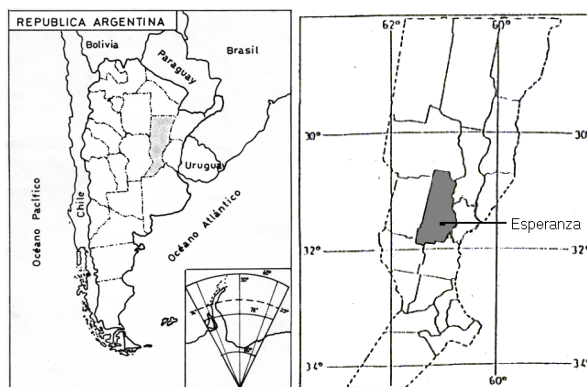 REPUBLICA ARGENTINA
Bolivia
Brasil
Paraguay
Uruguay
Chile
Océano Pacífico
Océano Atlántico
62°
60°
30°
30°
Esperanza
32°
32°
34°
34°
60°